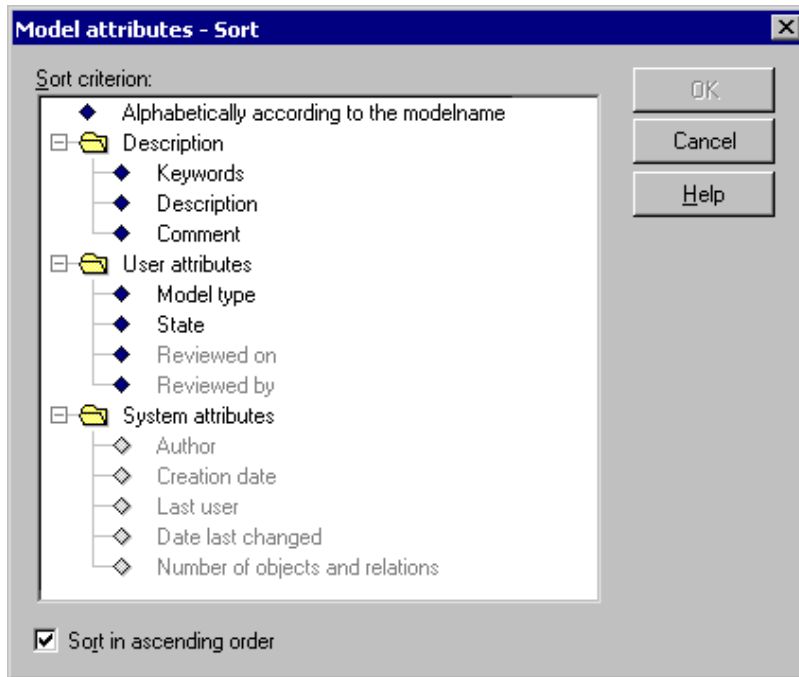 Model attributes - Sort
Sort criterion:
Alphabetically according to the modelname
Description
Keywords
Description
Comment
User attributes
Model type
State
Reviewed on
Reviewed by
System attributes
Author
Creation date
Last user
Date last changed
Number of objects and relations
OK
Cancel
Help
Sort in ascending order